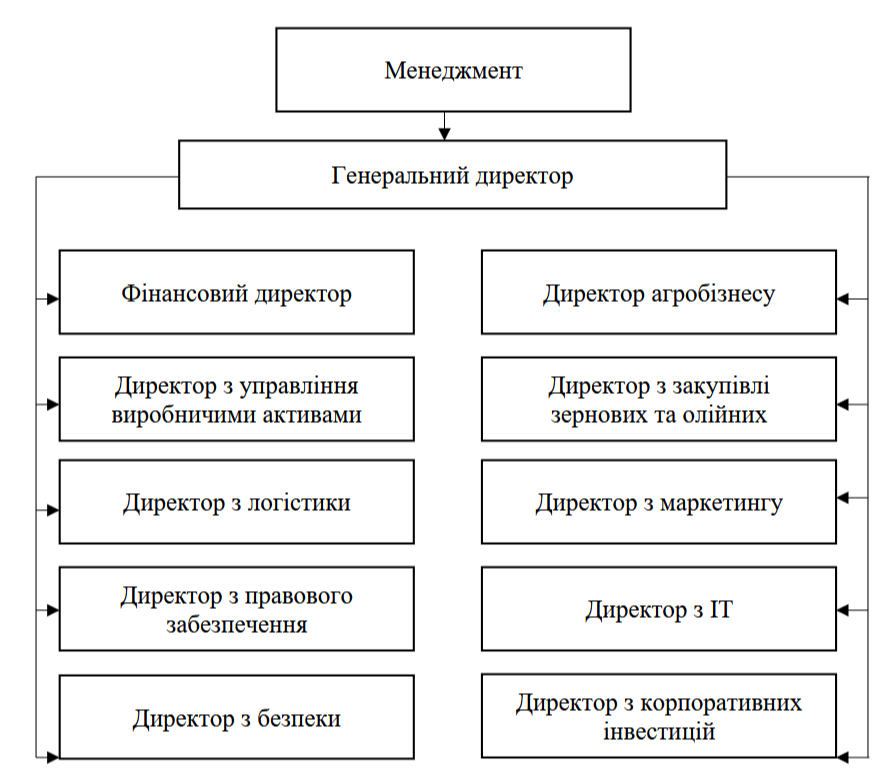 Менеджмент
Генеральний директор
Фінансовий директор
Директор агробізнесу
Директор з управління
виробничими активами
Директор з закупівлі
зернових та олійних
Директор з логістики
Директор з маркетингу
Директор з правового
забезпечення
Директор з ІТ
Директор з безпеки
Директор з корпоративних
інвестицій